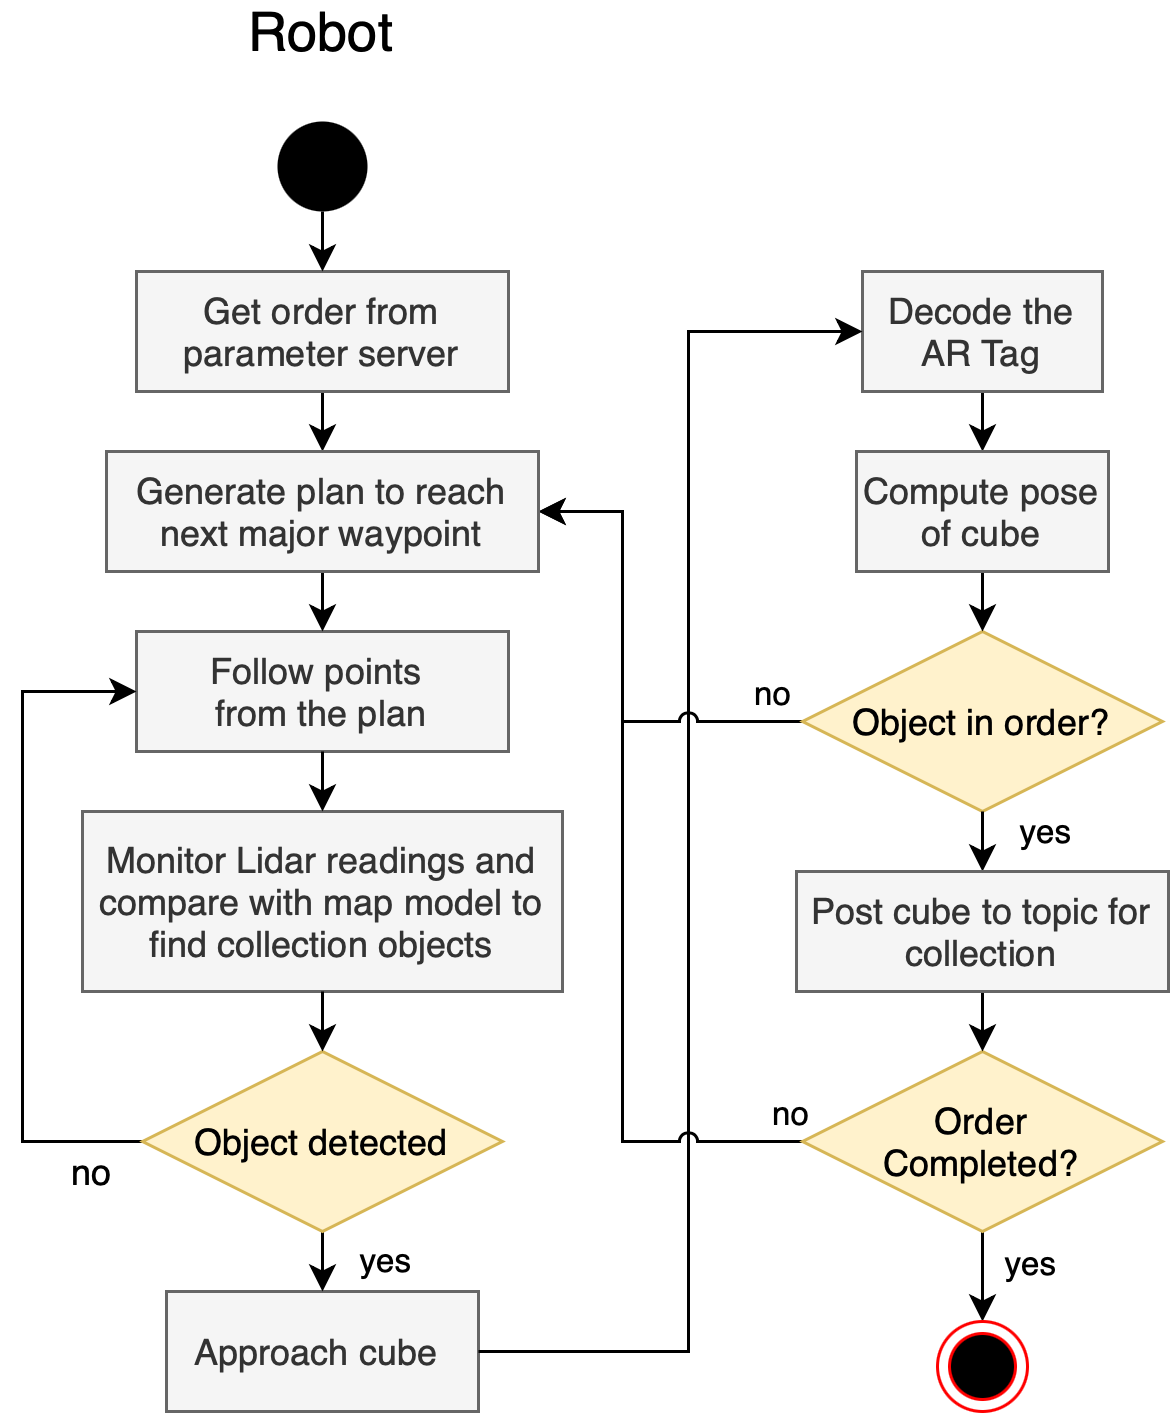 Robot
Get order from
parameter server
Generate plan to reach
next major waypoint
Follow points
from the plan
Monitor Lidar readings and
compare with map model to
find collection objects
Object detected
no
yes
Approach cube
Decode the
AR Tag
Compute pose
of cube
Object in order?
no
yes
Post cube to topic for
collection
Order
Completed?
no
yes